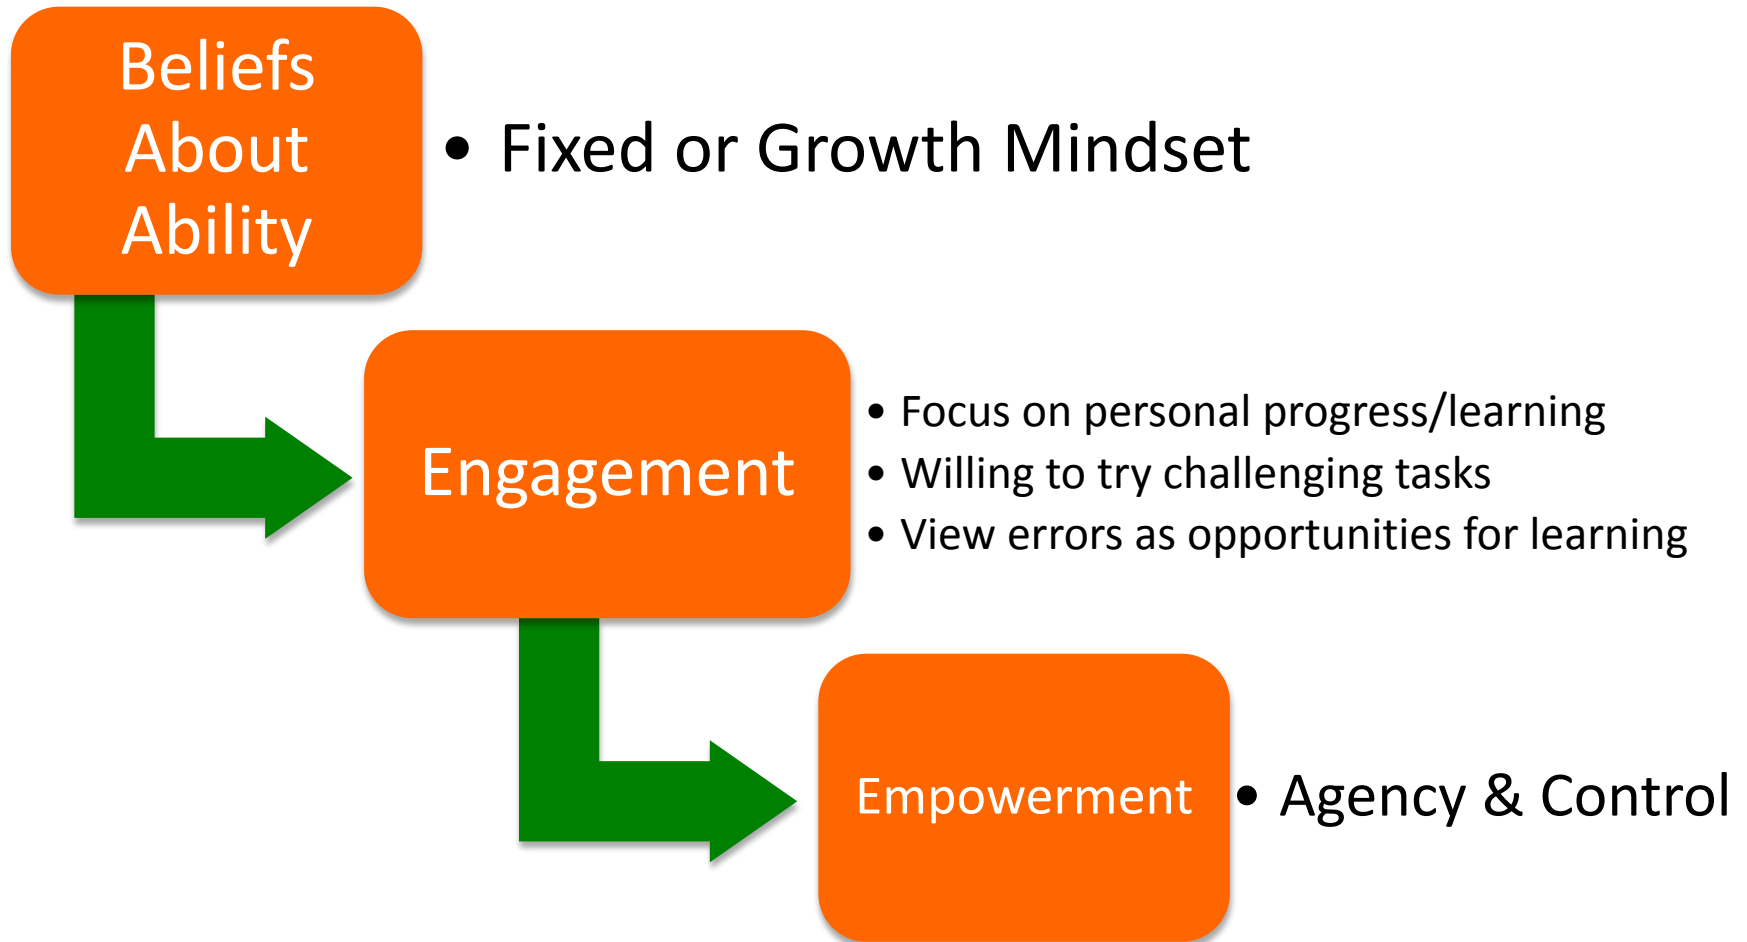 Beliefs
About
Ability
• Fixed or Growth Mindset
Engagement
• Focus on personal progress/learning
• Willing to try challenging tasks
• View errors as opportunities for learning
Empowerment
• Agency & Control